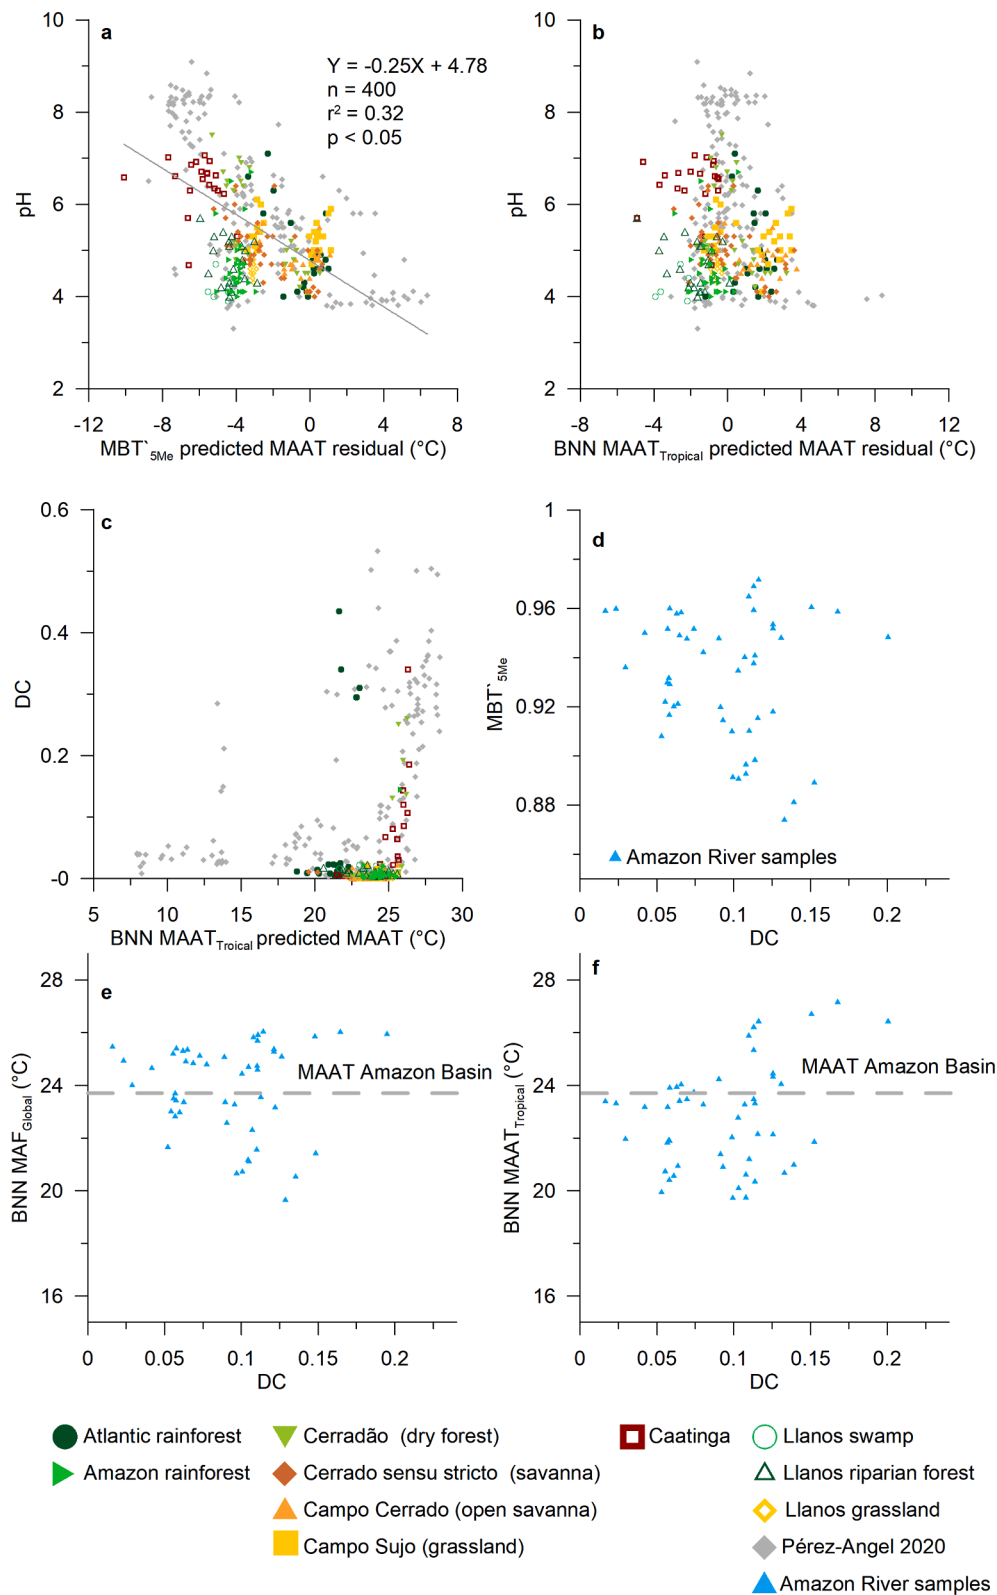 a
Y = -0.25X + 4.78
n = 400
r² = 0.32
p < 0.05
10
8
6
4
2
pH
-12 -8 -4 0 4 8
MBT`5Me predicted MAAT residual (°C)
b
10
8
6
4
2
pH
-8 -4 0 4 8 12
BNN MAATTropical predicted MAAT residual (°C)
c
0.6
0.4
0.2
-0
DC
5 10 15 20 25 30
BNN MAATTroical predicted MAAT (°C)
d
1
0.96
0.92
0.88
MBT`5Me
Amazon River samples
0 0.05 0.1 0.15 0.2
DC
e
28
24
20
16
BNN MAFGlobal (°C)
MAAT Amazon Basin
0 0.05 0.1 0.15 0.2
DC
f
28
24
20
16
BNN MAATTropical (°C)
MAAT Amazon Basin
0 0.05 0.1 0.15 0.2
DC
Atlantic rainforest
Amazon rainforest
Cerradão (dry forest)
Cerrado sensu stricto (savanna)
Campo Cerrado (open savanna)
Campo Sujo (grassland)
Caatinga
Llanos swamp
Llanos riparian forest
Llanos grassland
Pérez-Angel 2020
Amazon River samples